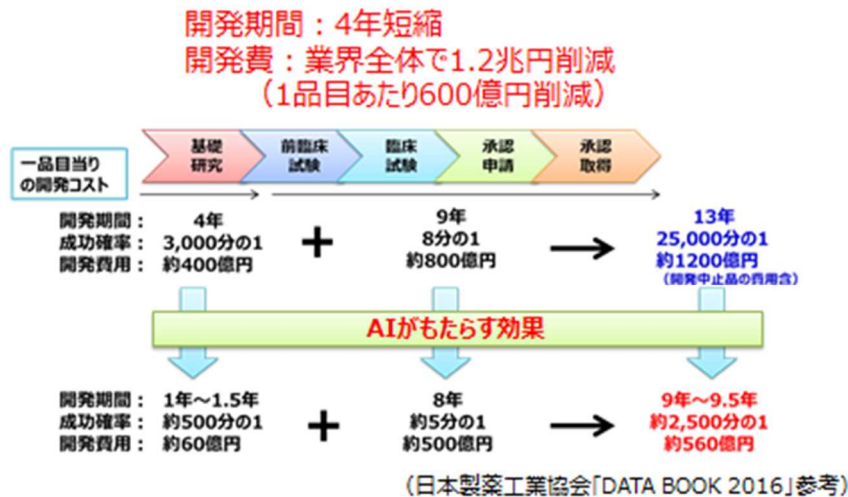 開発期間：4年短縮
開発費：業界全体で1.2兆円削減
（1品目あたり600億円削減）
一品目当り
の開発コスト
基礎
研究
前臨床
試験
臨床
試験
承認
申請
承認
取得
開発期間： 4年 9年 13年
成功確率： 3,000分の1 + 8分の1 25,000分の1
開発費用： 約400億円 約800億円 約1200億円
（開発中止品の費用含）
AIがもたらす効果
開発期間： 1年～1.5年 8年 9年～9.5年
成功確率： 約500分の1 + 約5分の1 約2,500分の1
開発費用： 約60億円 約500億円 約560億円
（日本製薬工業協会「DATA BOOK 2016」参考）